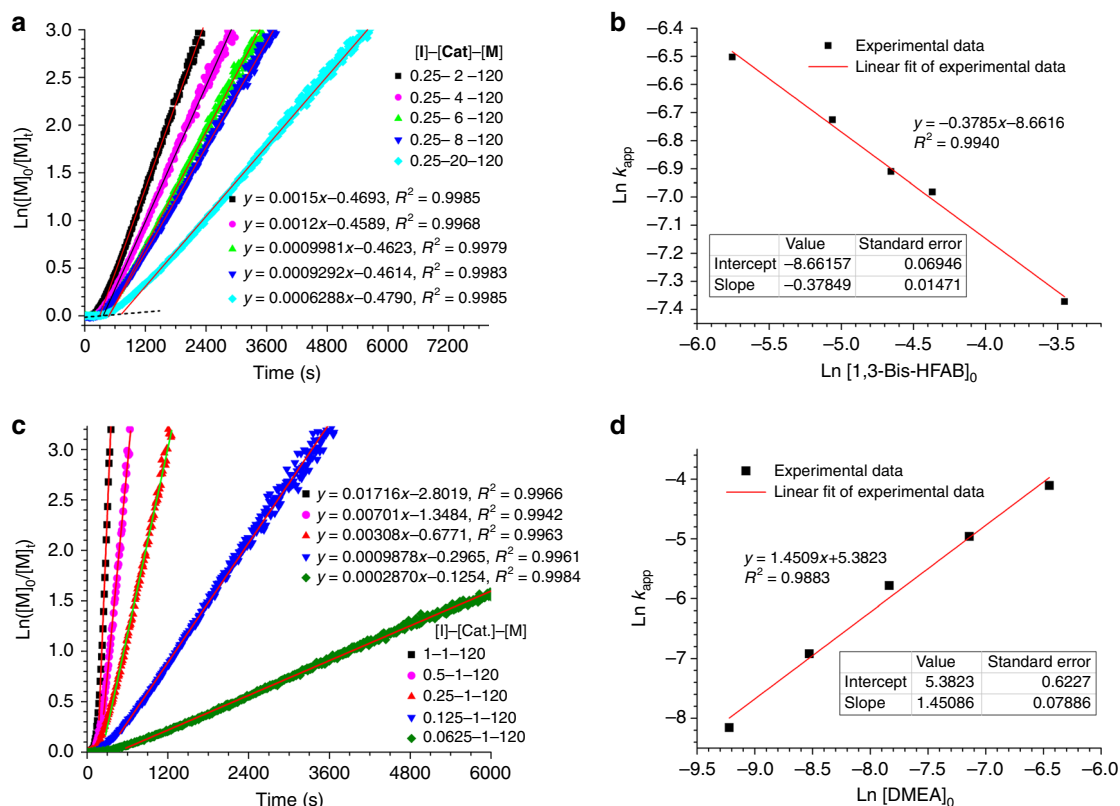 a
Ln([M]0/[M]t)
3.0
2.5
2.0
1.5
1.0
0.5
0.0
0
1200
2400
3600
4800
6000
7200
Time (s)
[I]–[Cat]–[M]
0.25– 2 –120
0.25– 4 –120
0.25– 6 –120
0.25– 8 –120
0.25–20–120
y = 0.0015x–0.4693, R² = 0.9985
y = 0.0012x–0.4589, R² = 0.9968
y = 0.0009981x–0.4623, R² = 0.9979
y = 0.0009292x–0.4614, R² = 0.9983
y = 0.0006288x–0.4790, R² = 0.9985
b
Ln kapp
–6.4
–6.5
–6.6
–6.7
–6.8
–6.9
–7.0
–7.1
–7.2
–7.3
–7.4
–6.0
–5.5
–5.0
–4.5
–4.0
–3.5
Ln [1,3-Bis-HFAB]0
Experimental data
Linear fit of experimental data
y = –0.3785x–8.6616
R² = 0.9940
Value Standard error
Intercept –8.66157 0.06946
Slope –0.37849 0.01471
c
Ln([M]0/[M]t)
3.0
2.5
2.0
1.5
1.0
0.5
0.0
0
1200
2400
3600
4800
6000
Time (s)
y = 0.01716x–2.8019, R² = 0.9966
y = 0.00701x–1.3484, R² = 0.9942
y = 0.00308x–0.6771, R² = 0.9963
y = 0.0009878x–0.2965, R² = 0.9961
y = 0.0002870x–0.1254, R² = 0.9984
[I]–[Cat.]–[M]
1–1–120
0.5–1–120
0.25–1–120
0.125–1–120
0.0625–1–120
d
Ln kapp
–4
–5
–6
–7
–8
–9.5
–9.0
–8.5
–8.0
–7.5
–7.0
–6.5
–6.0
Ln [DMEA]0
Experimental data
Linear fit of experimental data
y = 1.4509x+5.3823
R² = 0.9883
Value Standard error
Intercept 5.3823 0.6227
Slope 1.45086 0.07886